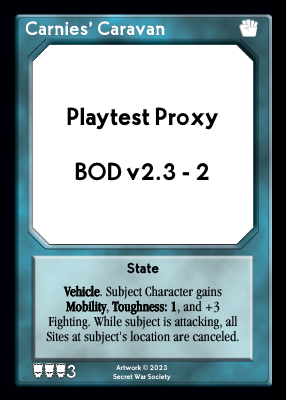 Carnies' Caravan
Playtest Proxy
BOD v2.3 - 2
State
Vehicle. Subject Character gains
Mobility, Toughness: 1, and +3
Fighting. While subject is attacking, all
Sites at subject's location are canceled.
3
Artwork © 2023
Secret War Society